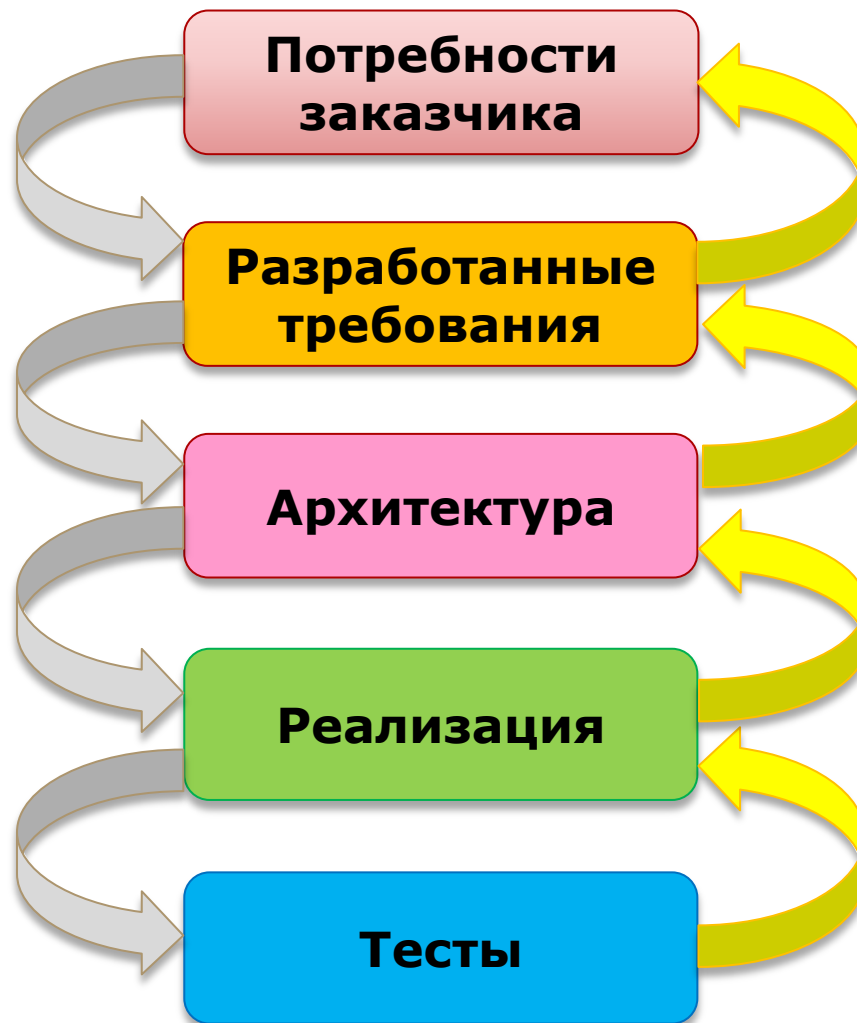 Потребности
заказчика
Разработанные
требования
Архитектура
Реализация
Тесты